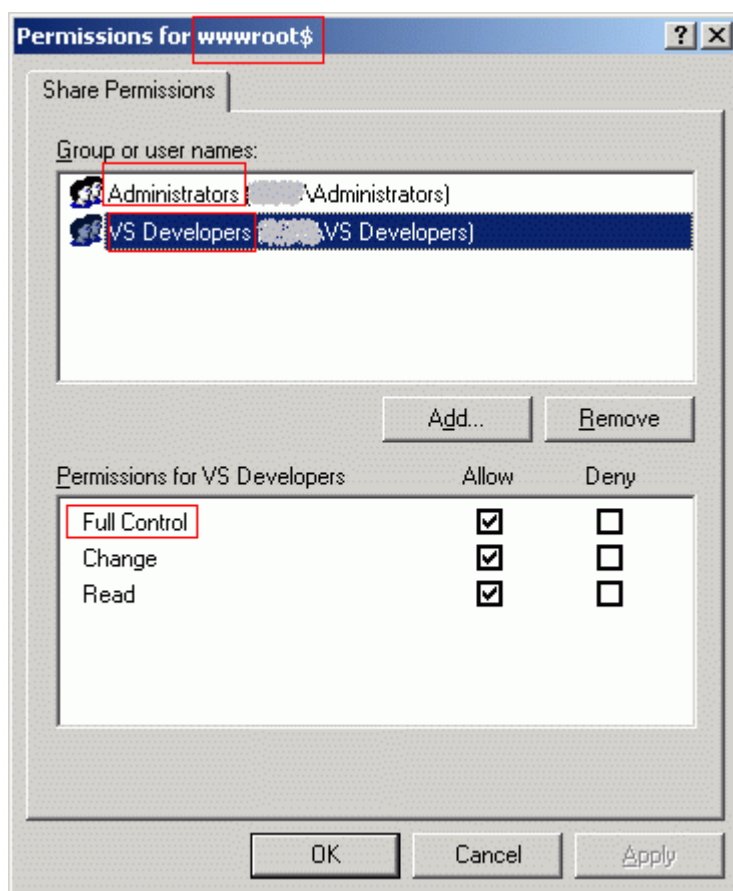 Permissions for wwwroot$
Share Permissions
Group or user names:
Administrators ( \Administrators)
VS Developers ( \VS Developers)
Add... Remove
Permissions for VS Developers Allow Deny
Full Control
Change
Read
OK Cancel Apply